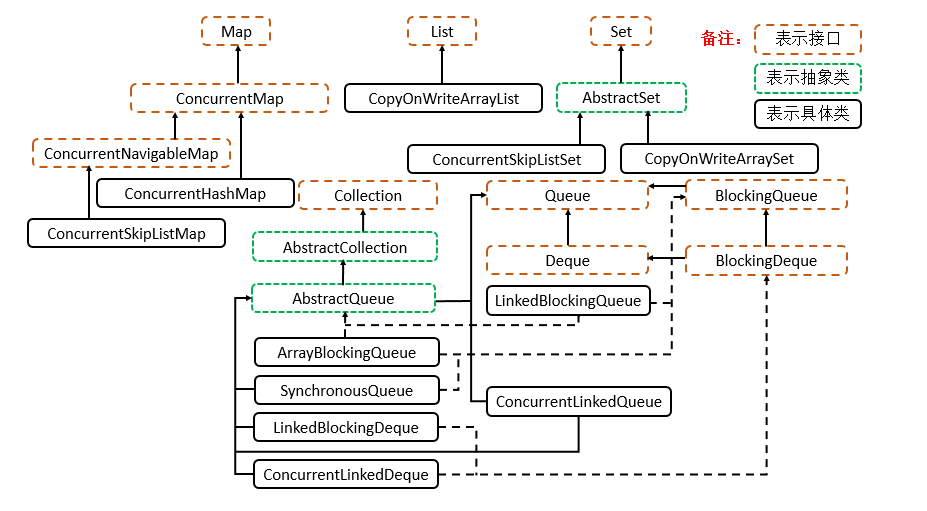 Map
List
Set
备注：
表示接口
表示抽象类
表示具体类
ConcurrentMap
CopyOnWriteArrayList
AbstractSet
ConcurrentNavigableMap
ConcurrentSkipListSet
CopyOnWriteArraySet
ConcurrentHashMap
Collection
Queue
BlockingQueue
ConcurrentSkipListMap
AbstractCollection
Deque
BlockingDeque
AbstractQueue
LinkedBlockingQueue
ArrayBlockingQueue
SynchronousQueue
ConcurrentLinkedQueue
LinkedBlockingDeque
ConcurrentLinkedDeque